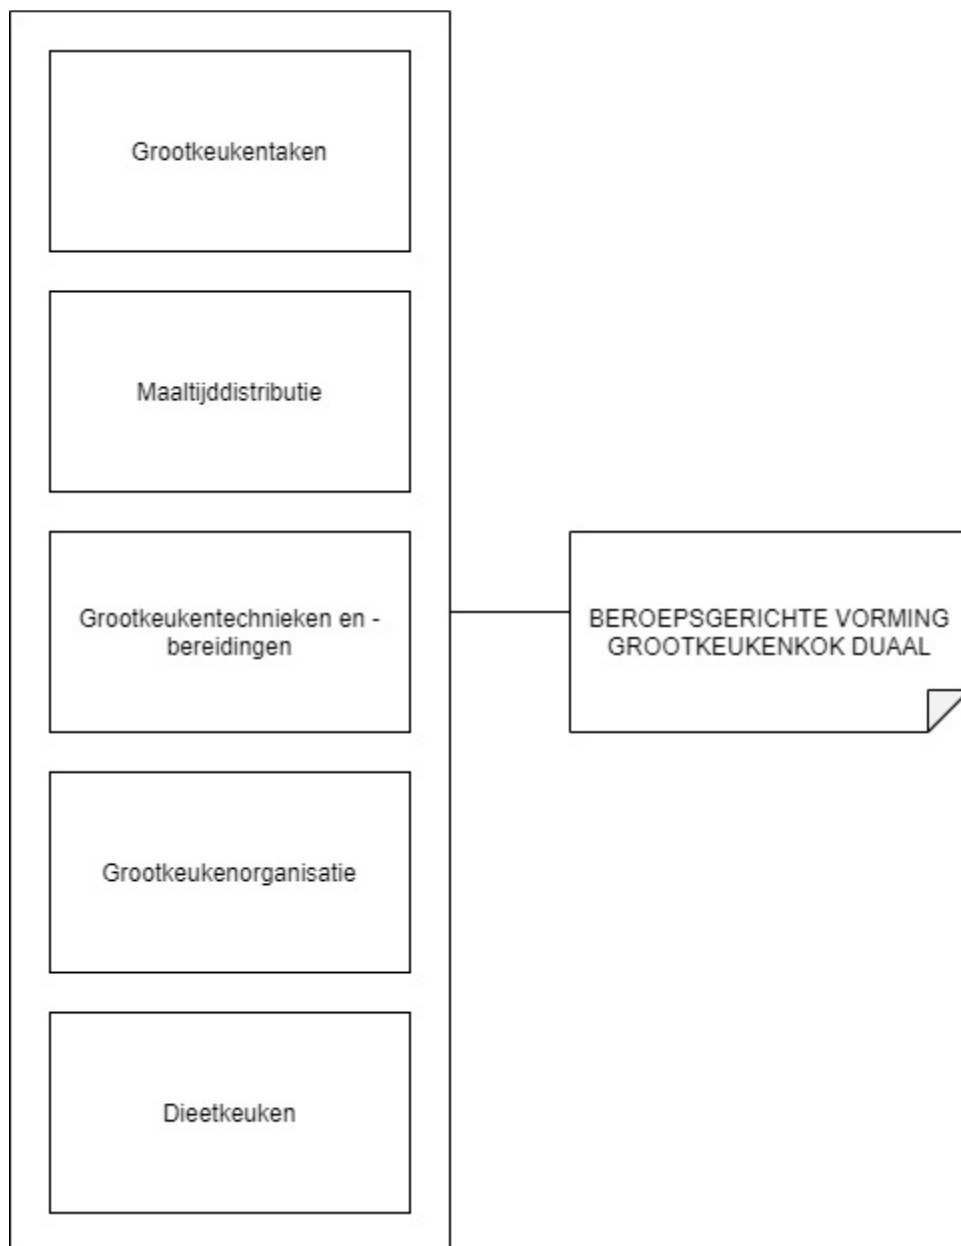 Grootkeukentaken
Maaltijddistributie
Grootkeukentechnieken en -
bereidingen
BEROEPSGERICHTE VORMING
GROOTKEUKENKOK DUAAL
Grootkeukenorganisatie
Dieetkeuken